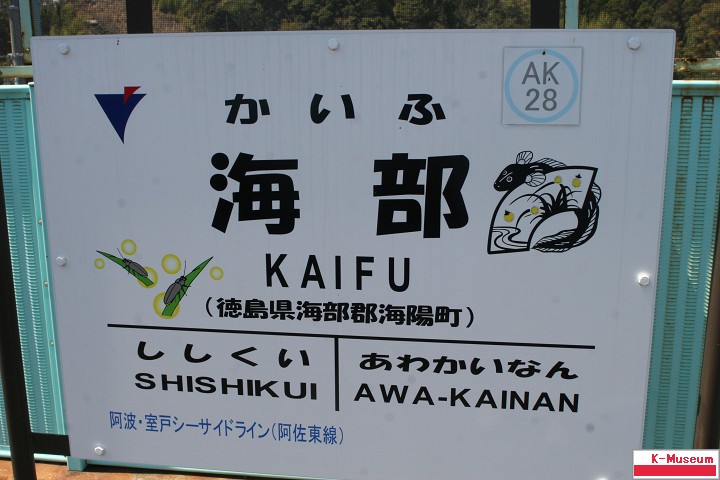 AK
28
かいふ
海部
KAIFU
(徳島県海部郡海陽町)
ししくい
SHISHIKUI
あわかいなん
AWA-KAINAN
阿波・室戸シーサイドライン(阿佐東線)
K-Museum